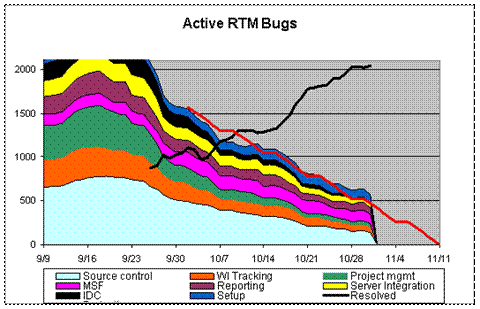 Active RTM Bugs
2000
1500
1000
500
0
9/9 9/16 9/23 9/30 10/7 10/14 10/21 10/28 11/4 11/11
Source control WI Tracking Project mgmt
MSF Reporting Server Integration
IDC Setup Resolved